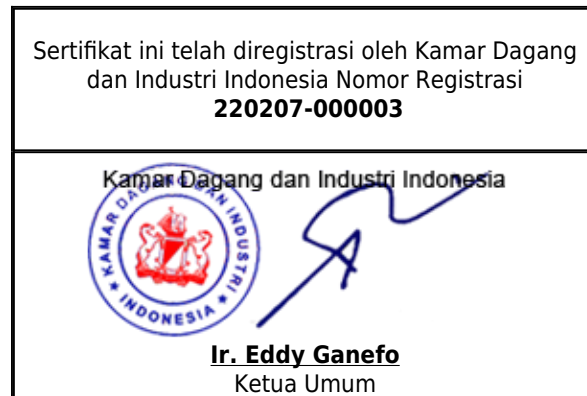 Sertifikat ini telah diregistrasi oleh Kamar Dagang
dan Industri Indonesia Nomor Registrasi
220207-000003
Kamar Dagang dan Industri Indonesia
KAMAR DAGANG DAN INDUSTRI
* INDONESIA *
Ir. Eddy Ganefo
Ketua Umum